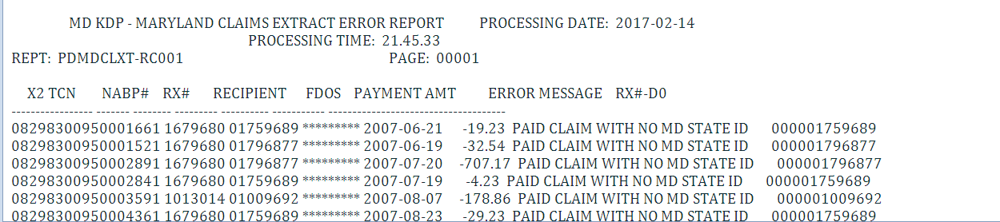 MD KDP - MARYLAND CLAIMS EXTRACT ERROR REPORT PROCESSING DATE: 2017-02-14
PROCESSING TIME: 21.45.33
REPT: PDMDCLXT-RC001 PAGE: 00001
X2 TCN NABP# RX# RECIPIENT FDOS PAYMENT AMT ERROR MESSAGE RX#-D0
----------------- ------- -------- --------- ---------- ----------- -------------------------------------
08298300950001661 1679680 01759689 ********* 2007-06-21 -19.23 PAID CLAIM WITH NO MD STATE ID 000001759689
08298300950001521 1679680 01796877 ********* 2007-06-19 -32.54 PAID CLAIM WITH NO MD STATE ID 000001796877
08298300950002891 1679680 01796877 ********* 2007-07-20 -707.17 PAID CLAIM WITH NO MD STATE ID 000001796877
08298300950002841 1679680 01759689 ********* 2007-07-19 -4.23 PAID CLAIM WITH NO MD STATE ID 000001759689
08298300950003591 1013014 01009692 ********* 2007-08-07 -178.86 PAID CLAIM WITH NO MD STATE ID 000001009692
08298300950004361 1679680 01759689 ********* 2007-08-23 -29.23 PAID CLAIM WITH NO MD STATE ID 000001759689